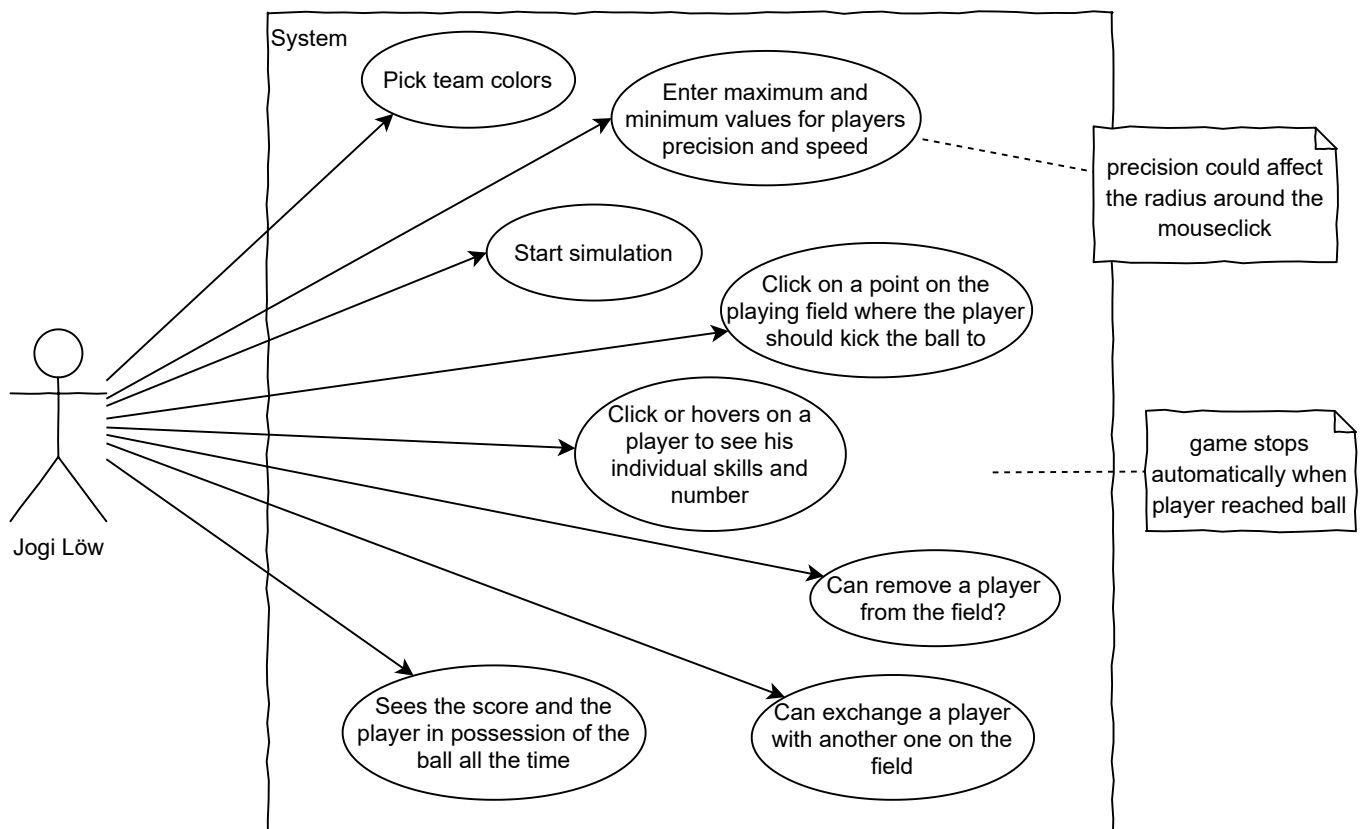 System
Pick team colors
Enter maximum and
minimum values for players
precision and speed
precision could affect
the radius around the
mouseclick
Start simulation
Click on a point on the
playing field where the player
should kick the ball to
Click or hovers on a
player to see his
individual skills and
number
game stops
automatically when
player reached ball
Jogi Löw
Can remove a player
from the field?
Sees the score and the
player in possession of the
ball all the time
Can exchange a player
with another one on the
field